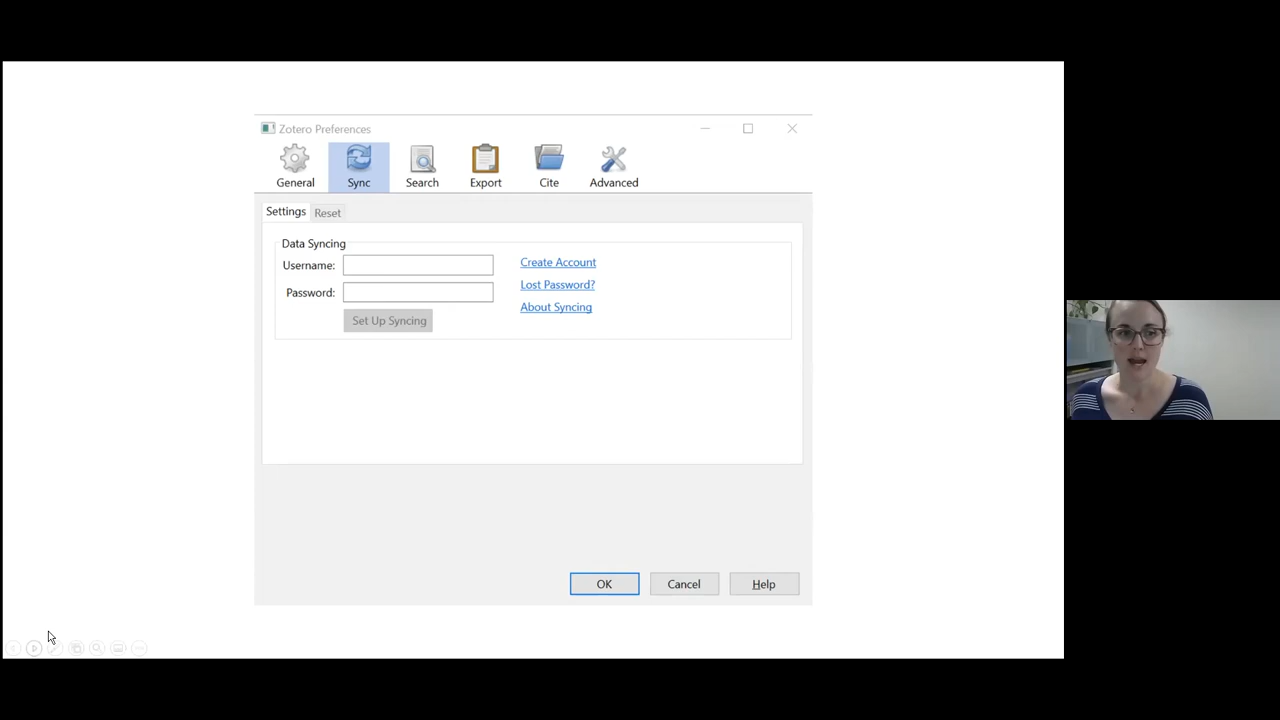 Zotero Preferences
General Sync Search Export Cite Advanced
Settings Reset
Data Syncing
Username: Create Account
Lost Password?
Password:
About Syncing
Set Up Syncing
OK Cancel Help